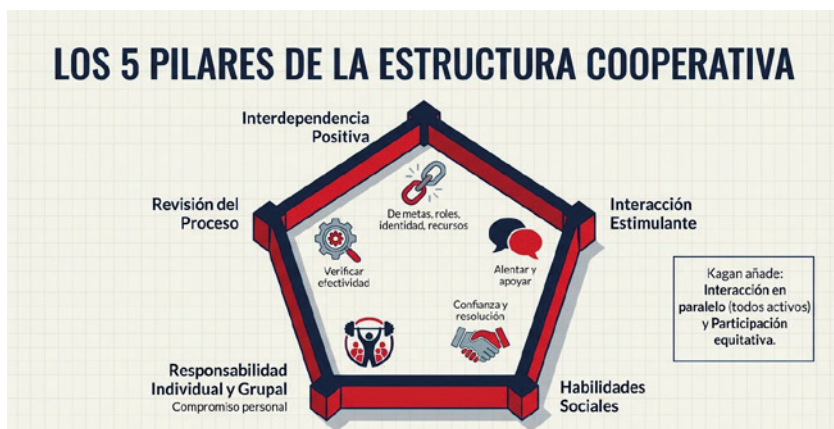 LOS 5 PILARES DE LA ESTRUCTURA COOPERATIVA
Interdependencia
Positiva
De metas, roles,
identidad, recursos
Revisión del
Proceso
Verificar
efectividad
Interacción
Estimulante
Alentar y
apoyar
Kagan añade:
Interacción en
paralelo (todos activos)
y Participación
equitativa.
Confianza y
resolución
Responsabilidad
Individual y Grupal
Compromiso personal
Habilidades
Sociales